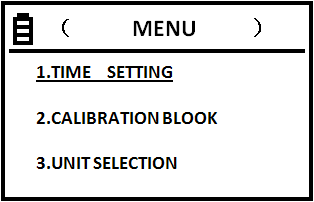 ( MENU )
1.TIME SETTING
2.CALIBRATION BLOOK
3.UNIT SELECTION